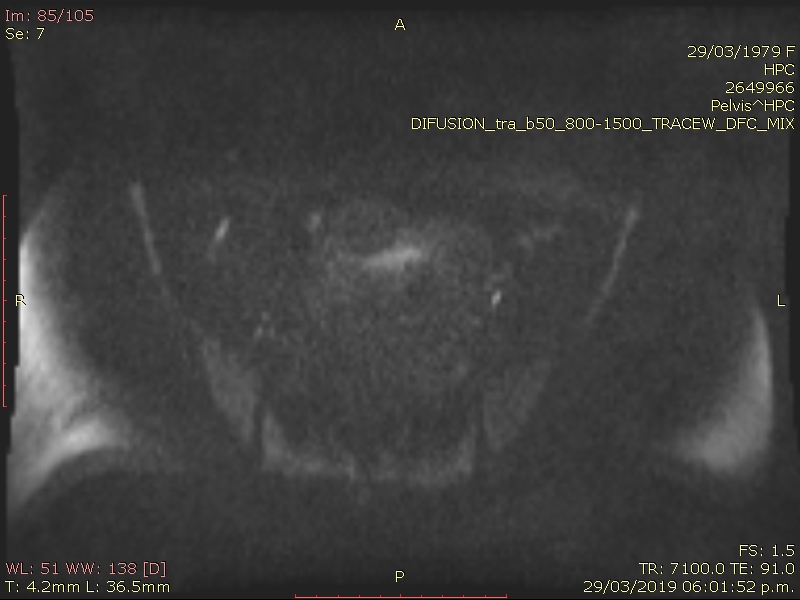 Im: 85/105
Se: 7
A
29/03/1979 F
HPC
2649966
Pelvis^HPC
DIFUSION_tra_b50_800-1500_TRACEW_DFC_MIX
R
L
WL: 51 WW: 138 [D]
T: 4.2mm L: 36.5mm
P
FS: 1.5
TR: 7100.0 TE: 91.0
29/03/2019 06:01:52 p.m.